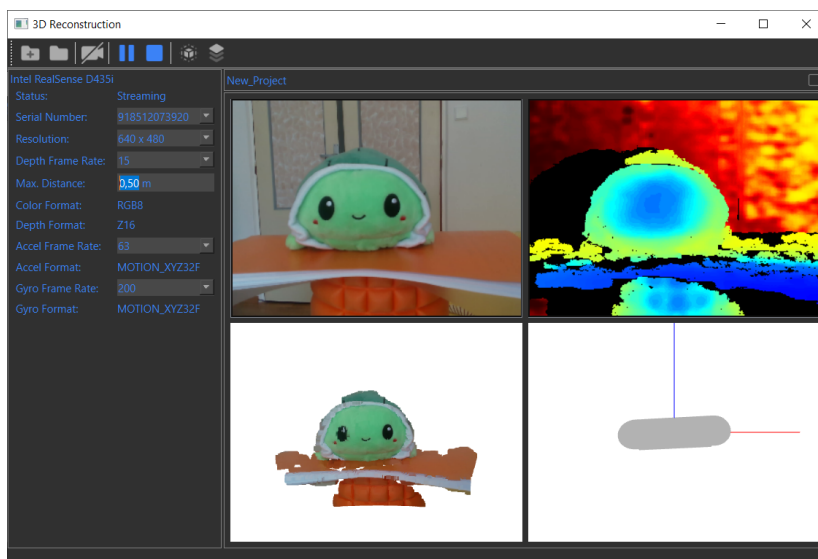 3D Reconstruction
Intel RealSense D435i
Status: Streaming
Serial Number: 918512073920
Resolution: 640 x 480
Depth Frame Rate: 15
Max. Distance: 0,50 m
Color Format: RGB8
Depth Format: Z16
Accel Frame Rate: 63
Accel Format: MOTION_XYZ32F
Gyro Frame Rate: 200
Gyro Format: MOTION_XYZ32F
New_Project